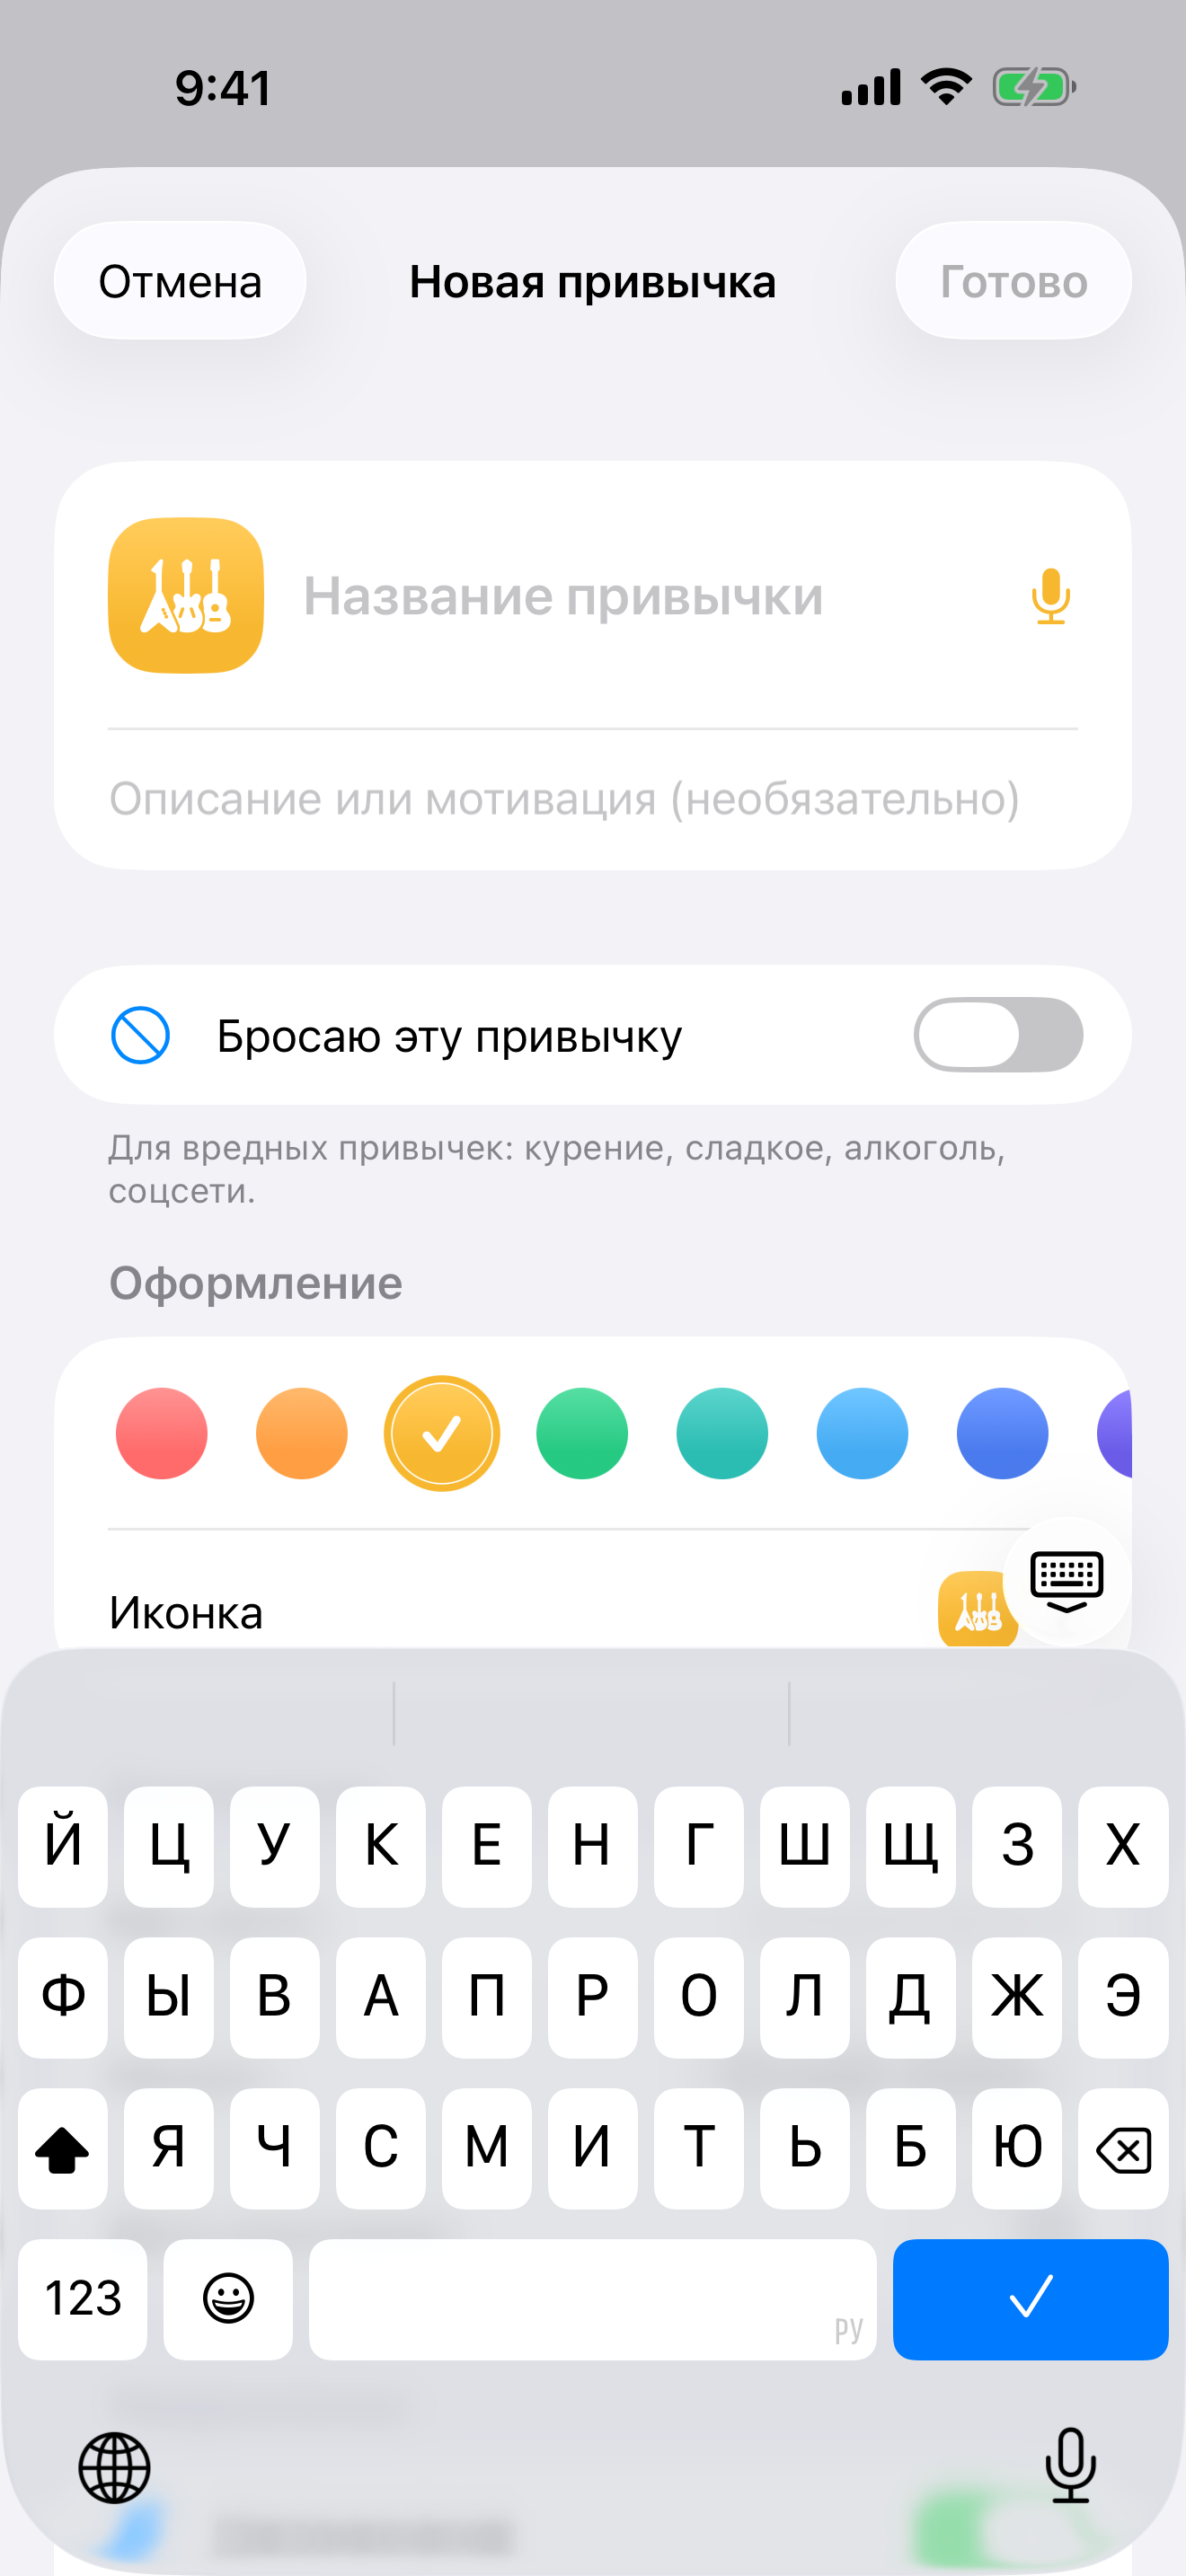 9:41
Отмена
Новая привычка
Готово
Название привычки
Описание или мотивация (необязательно)
Бросаю эту привычку
Для вредных привычек: курение, сладкое, алкоголь,
соцсети.
Оформление
Иконка
Й Ц У К Е Н Г Ш Щ З Х
Ф Ы В А П Р О Л Д Ж Э
Я Ч С М И Т Ь Б Ю
123
РУ